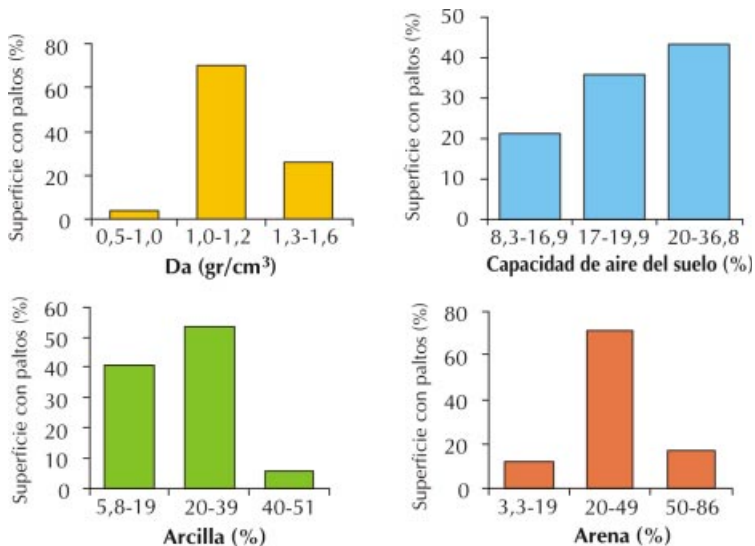 Superficie con paltos (%)
80
60
40
20
0
0,5-1,0 1,0-1,2 1,3-1,6
Da (gr/cm³)
Superficie con paltos (%)
50
40
30
20
10
0
8,3-16,9 17-19,9 20-36,8
Capacidad de aire del suelo (%)
Superficie con paltos (%)
60
50
40
30
20
10
0
5,8-19 20-39 40-51
Arcilla (%)
Superficie con paltos (%)
80
60
40
20
0
3,3-19 20-49 50-86
Arena (%)